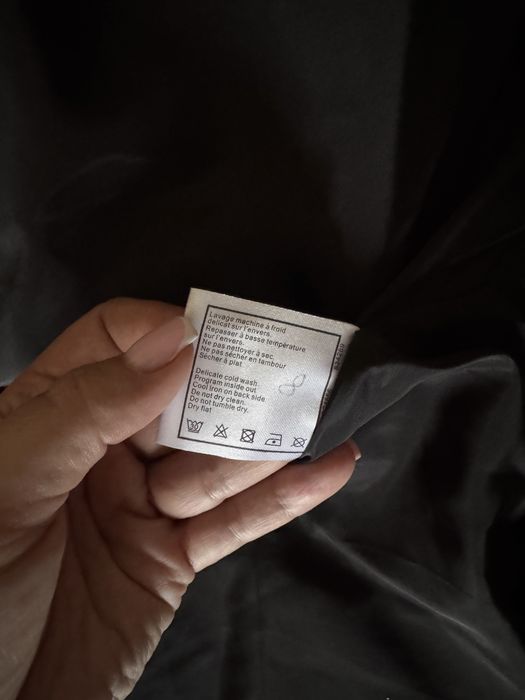 Lavage machine à froid
délicat sur l'envers.
Repasser à basse température
sur l'envers.
Ne pas nettoyer à sec.
Ne pas sécher en tambour
Sécher à plat
Delicate cold wash
Program inside out
Cool Iron on back side
Do not dry clean.
Do not tumble dry.
Dry flat